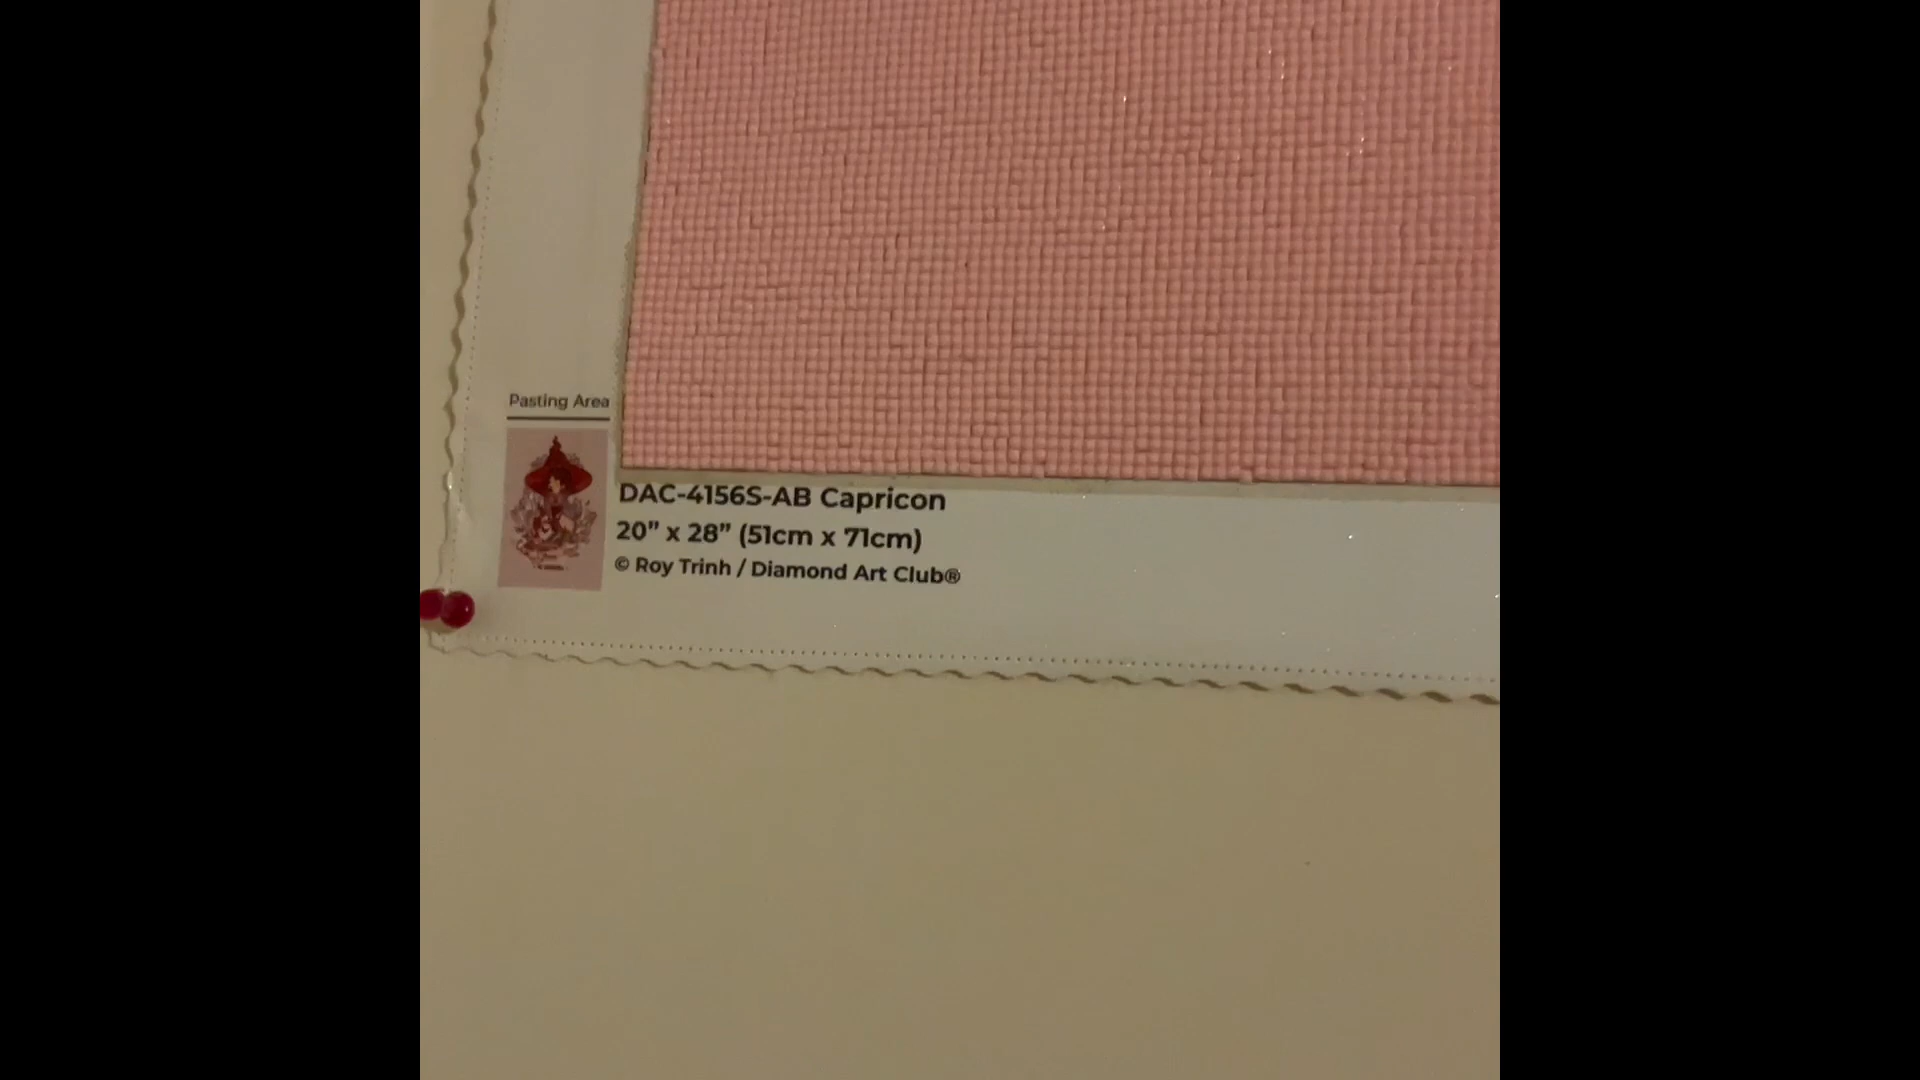 Pasting Area
DAC-4156S-AB Capricon
20” x 28” (51cm x 71cm)
© Roy Trinh / Diamond Art Club®